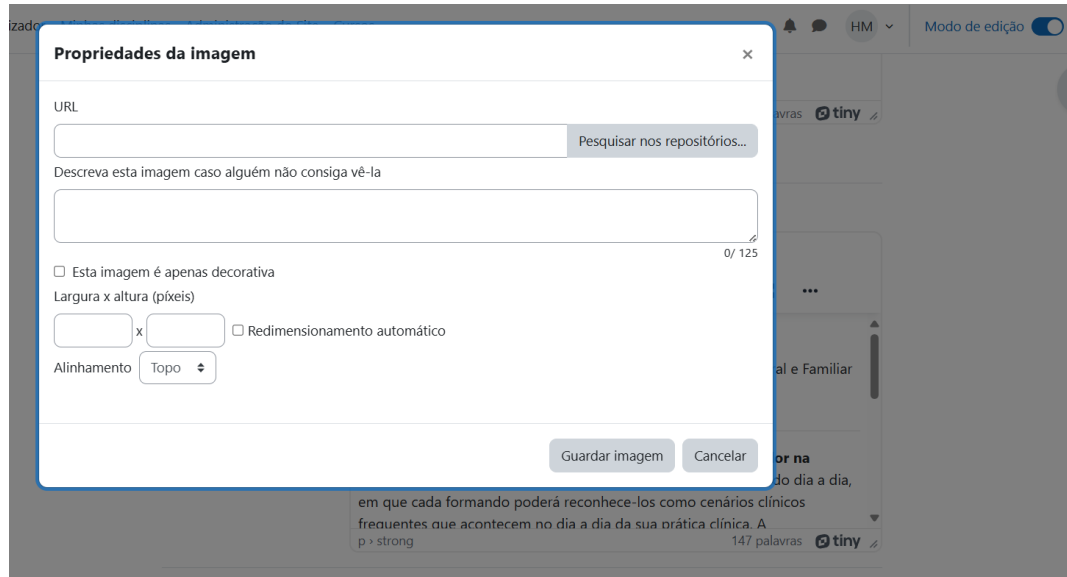 HM Modo de edição
Propriedades da imagem
URL
tiny
Pesquisar nos repositórios...
Descreva esta imagem caso alguém não consiga vê-la
0/ 125
Esta imagem é apenas decorativa
Largura x altura (píxeis)
x Redimensionamento automático
Alinhamento Topo
al e Familiar
Guardar imagem Cancelar
or na
do dia a dia,
em que cada formando poderá reconhece-los como cenários clínicos
frequentes que acontecem no dia a dia da sua prática clínica. A
p › strong 147 palavras tiny